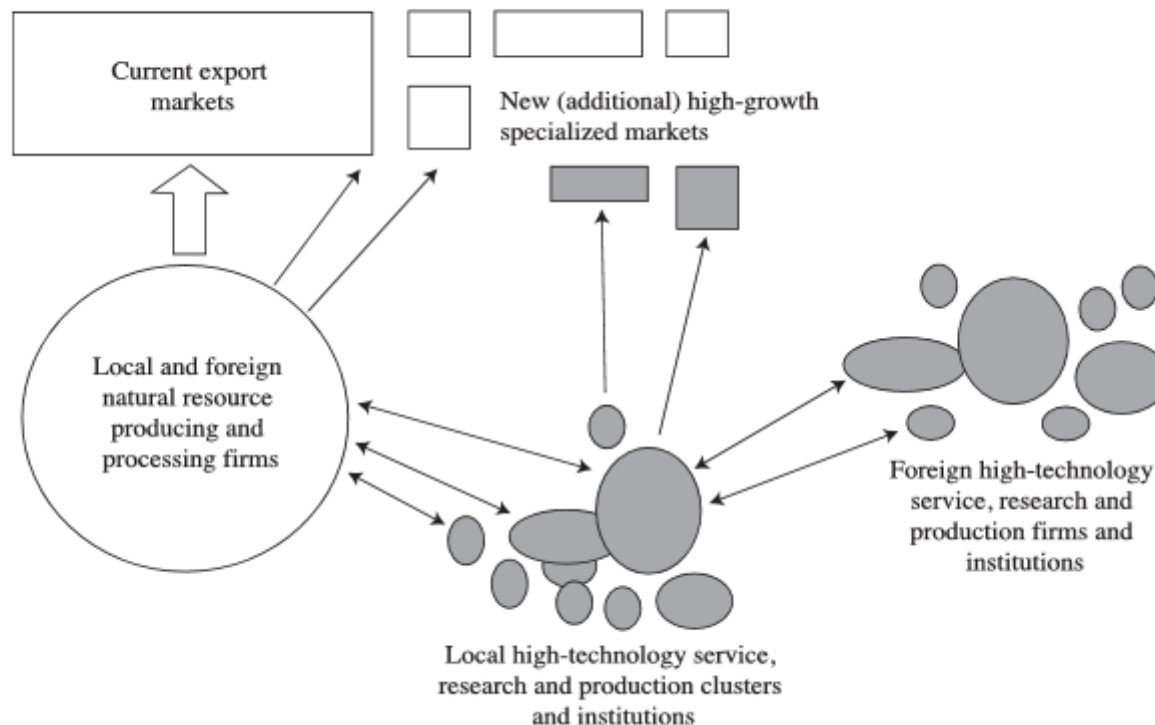 Current export
markets
New (additional) high-growth
specialized markets
Local and foreign
natural resource
producing and
processing firms
Foreign high-technology
service, research and
production firms and
institutions
Local high-technology service,
research and production clusters
and institutions